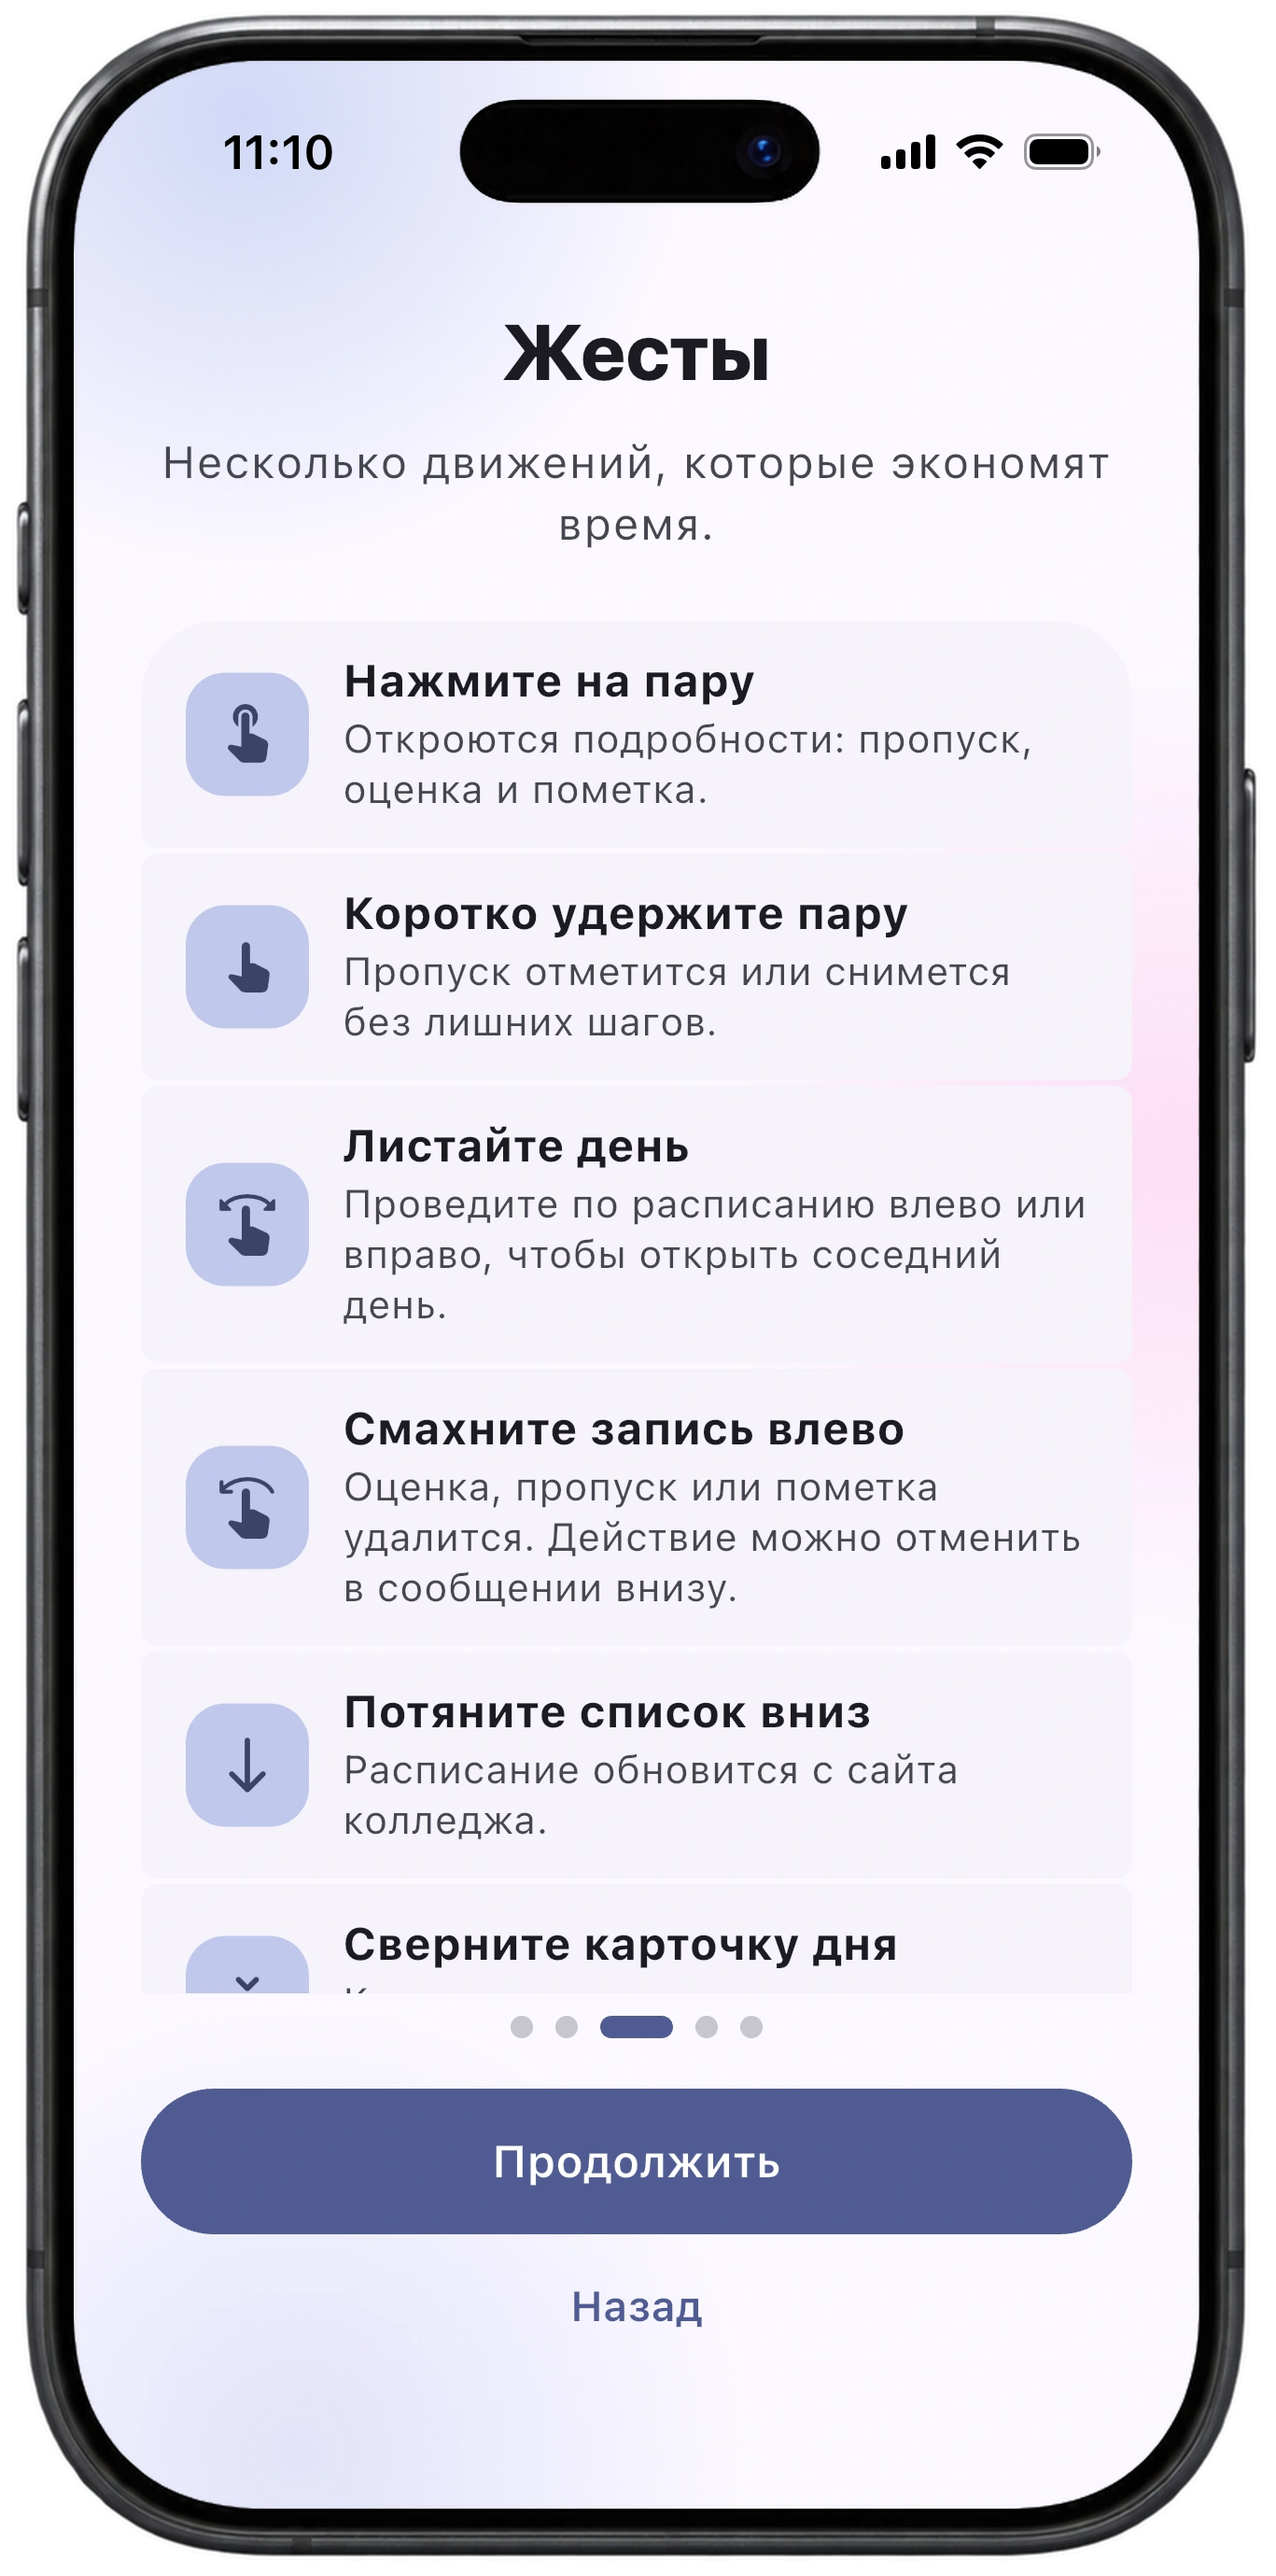 11:10
Жесты
Несколько движений, которые экономят
время.
Нажмите на пару
Откроются подробности: пропуск,
оценка и пометка.
Коротко удержите пару
Пропуск отметится или снимется
без лишних шагов.
Листайте день
Проведите по расписанию влево или
вправо, чтобы открыть соседний
день.
Смахните запись влево
Оценка, пропуск или пометка
удалится. Действие можно отменить
в сообщении внизу.
Потяните список вниз
Расписание обновится с сайта
колледжа.
Сверните карточку дня
Продолжить
Назад